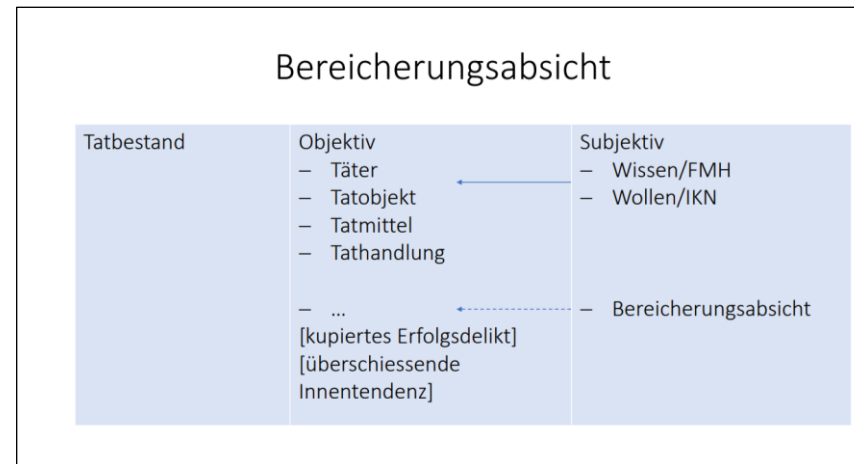 Bereicherungsabsicht
Tatbestand
Objektiv
– Täter
– Tatobjekt
– Tatmittel
– Tathandlung
– ...
[kupiertes Erfolgsdelikt]
[überschiessende
Innentendenz]
Subjektiv
– Wissen/FMH
– Wollen/IKN
– Bereicherungsabsicht